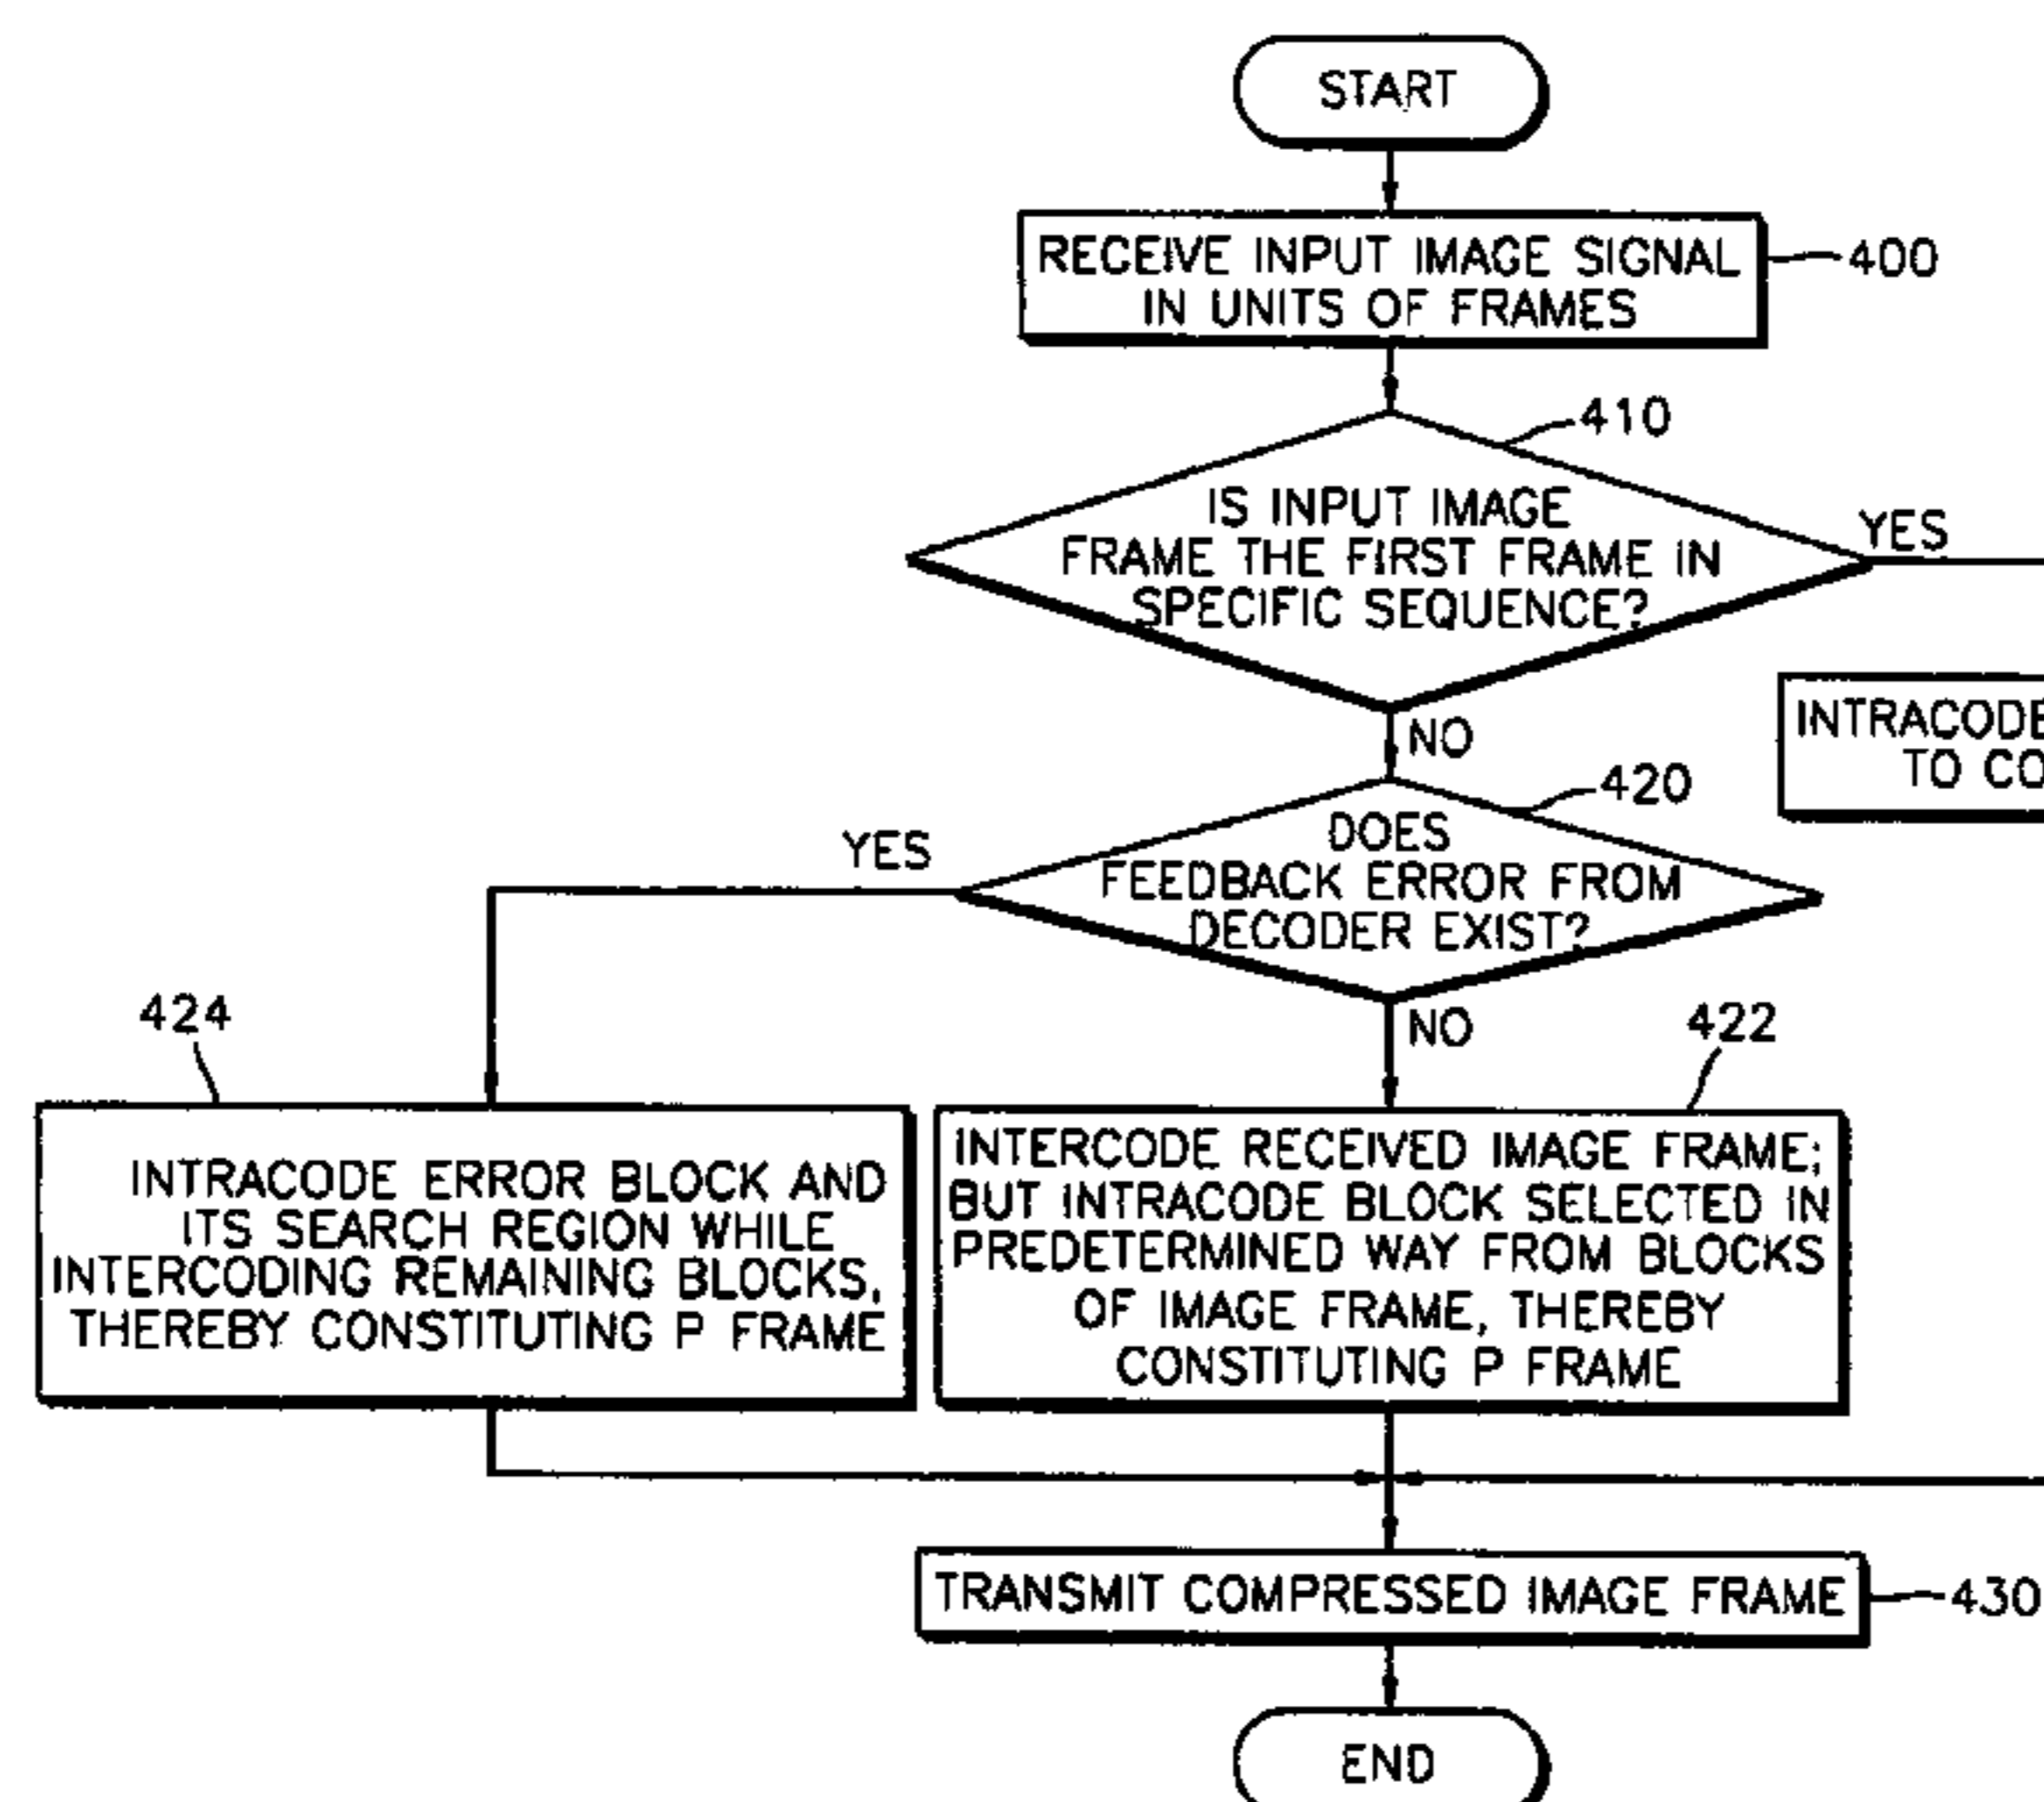 START
RECEIVE INPUT IMAGE SIGNAL
IN UNITS OF FRAMES
400
410
IS INPUT IMAGE
FRAME THE FIRST FRAME IN
SPECIFIC SEQUENCE?
YES
NO
INTRACODE
TO
420
DOES
FEEDBACK ERROR FROM
DECODER EXIST?
YES
NO
424
422
INTRACODE ERROR BLOCK AND
ITS SEARCH REGION WHILE
INTERCODING REMAINING BLOCKS,
THEREBY CONSTITUTING P FRAME
INTERCODE RECEIVED IMAGE FRAME;
BUT INTRACODE BLOCK SELECTED IN
PREDETERMINED WAY FROM BLOCKS
OF IMAGE FRAME, THEREBY
CONSTITUTING P FRAME
TRANSMIT COMPRESSED IMAGE FRAME
430
END